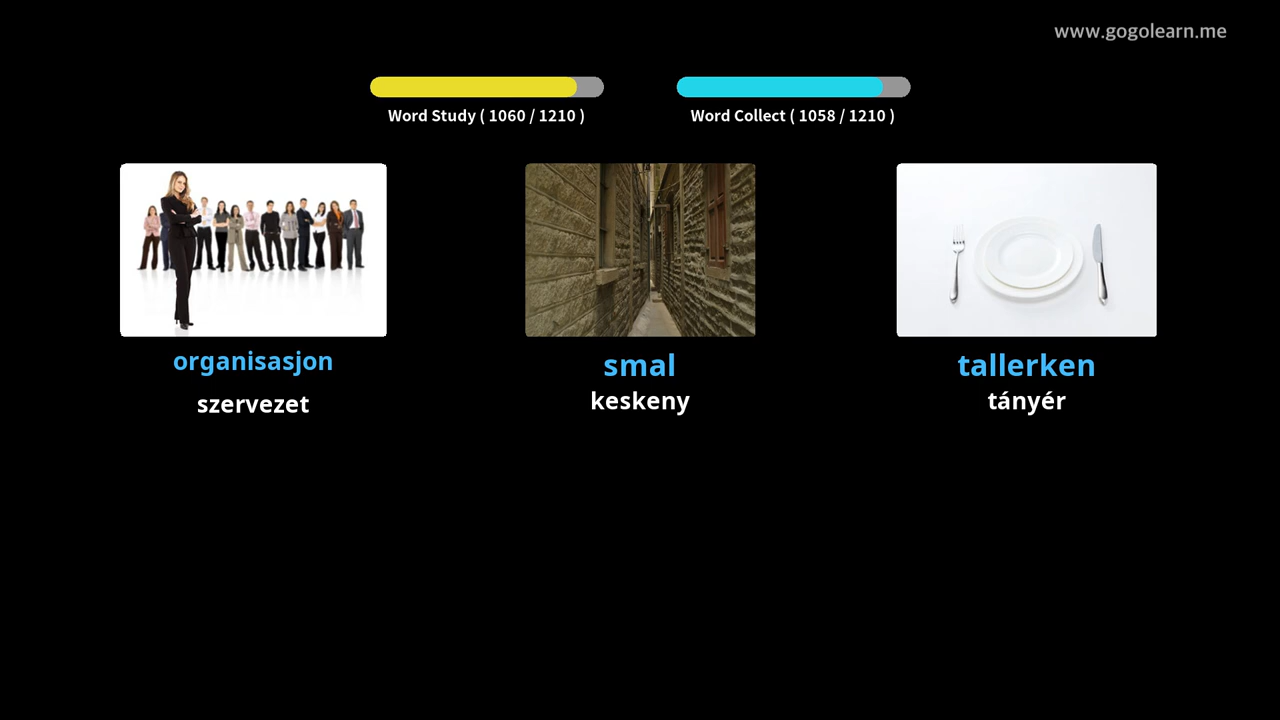 www.gogolearn.me
Word Study ( 1060 / 1210 )
Word Collect ( 1058 / 1210 )
organisasjon
szervezet
smal
keskeny
tallerken
tányér